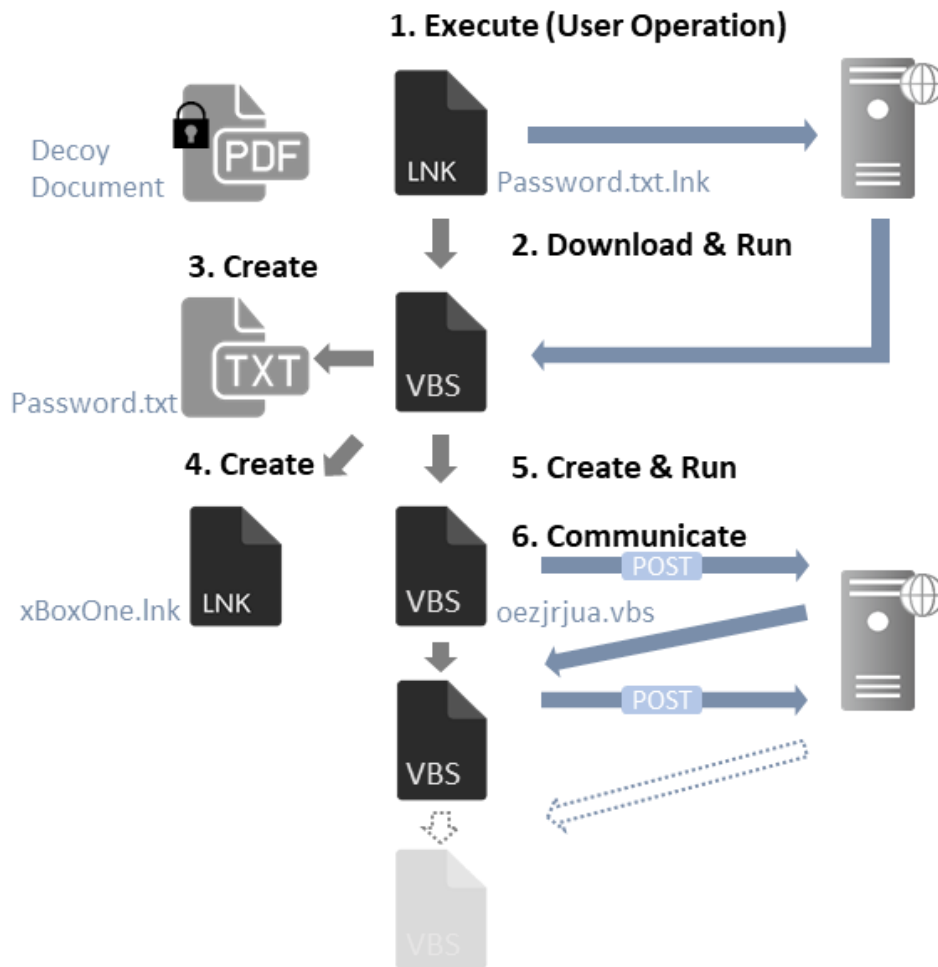 1. Execute (User Operation)
Decoy
Document
PDF
LNK
Password.txt.lnk
2. Download & Run
3. Create
TXT
VBS
Password.txt
4. Create
5. Create & Run
6. Communicate
POST
xBoxOne.lnk
LNK
VBS
oezjrjua.vbs
POST
VBS
VBS